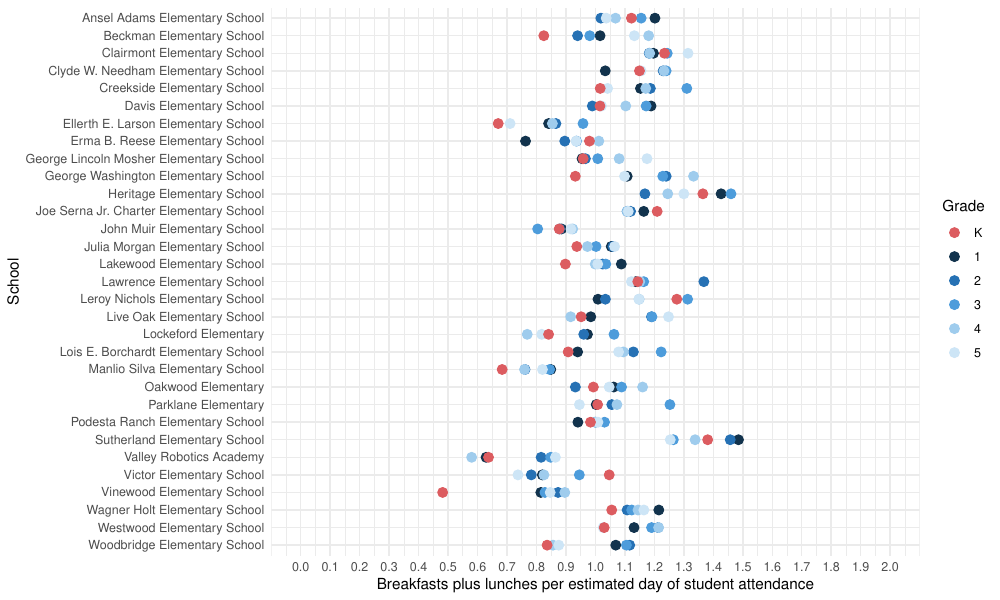 Ansel Adams Elementary School
Beckman Elementary School
Clairmont Elementary School
Clyde W. Needham Elementary School
Creekside Elementary School
Davis Elementary School
Ellerth E. Larson Elementary School
Erma B. Reese Elementary School
George Lincoln Mosher Elementary School
George Washington Elementary School
Heritage Elementary School
Joe Serna Jr. Charter Elementary School
John Muir Elementary School
Julia Morgan Elementary School
Lakewood Elementary School
Lawrence Elementary School
Leroy Nichols Elementary School
Live Oak Elementary School
Lockeford Elementary
Lois E. Borchardt Elementary School
Manlio Silva Elementary School
Oakwood Elementary
Parklane Elementary
Podesta Ranch Elementary School
Sutherland Elementary School
Valley Robotics Academy
Victor Elementary School
Vinewood Elementary School
Wagner Holt Elementary School
Westwood Elementary School
Woodbridge Elementary School
School
0.0 0.1 0.2 0.3 0.4 0.5 0.6 0.7 0.8 0.9 1.0 1.1 1.2 1.3 1.4 1.5 1.6 1.7 1.8 1.9 2.0
Breakfasts plus lunches per estimated day of student attendance
Grade
K
1
2
3
4
5